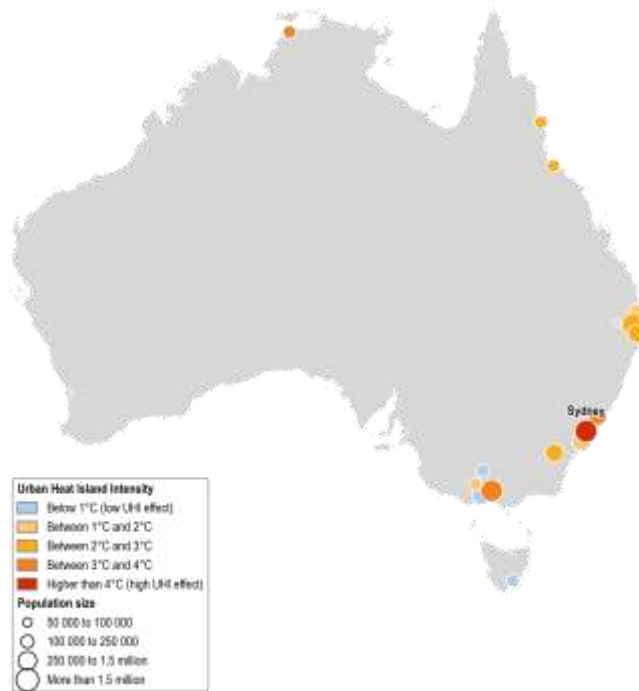 Sydney
Urban Heat Island Intensity
Below 1°C (low UHI effect)
Between 1°C and 2°C
Between 2°C and 3°C
Between 3°C and 4°C
Higher than 4°C (high UHI effect)
Population size
50 000 to 100 000
100 000 to 250 000
250 000 to 1.5 million
More than 1.5 million